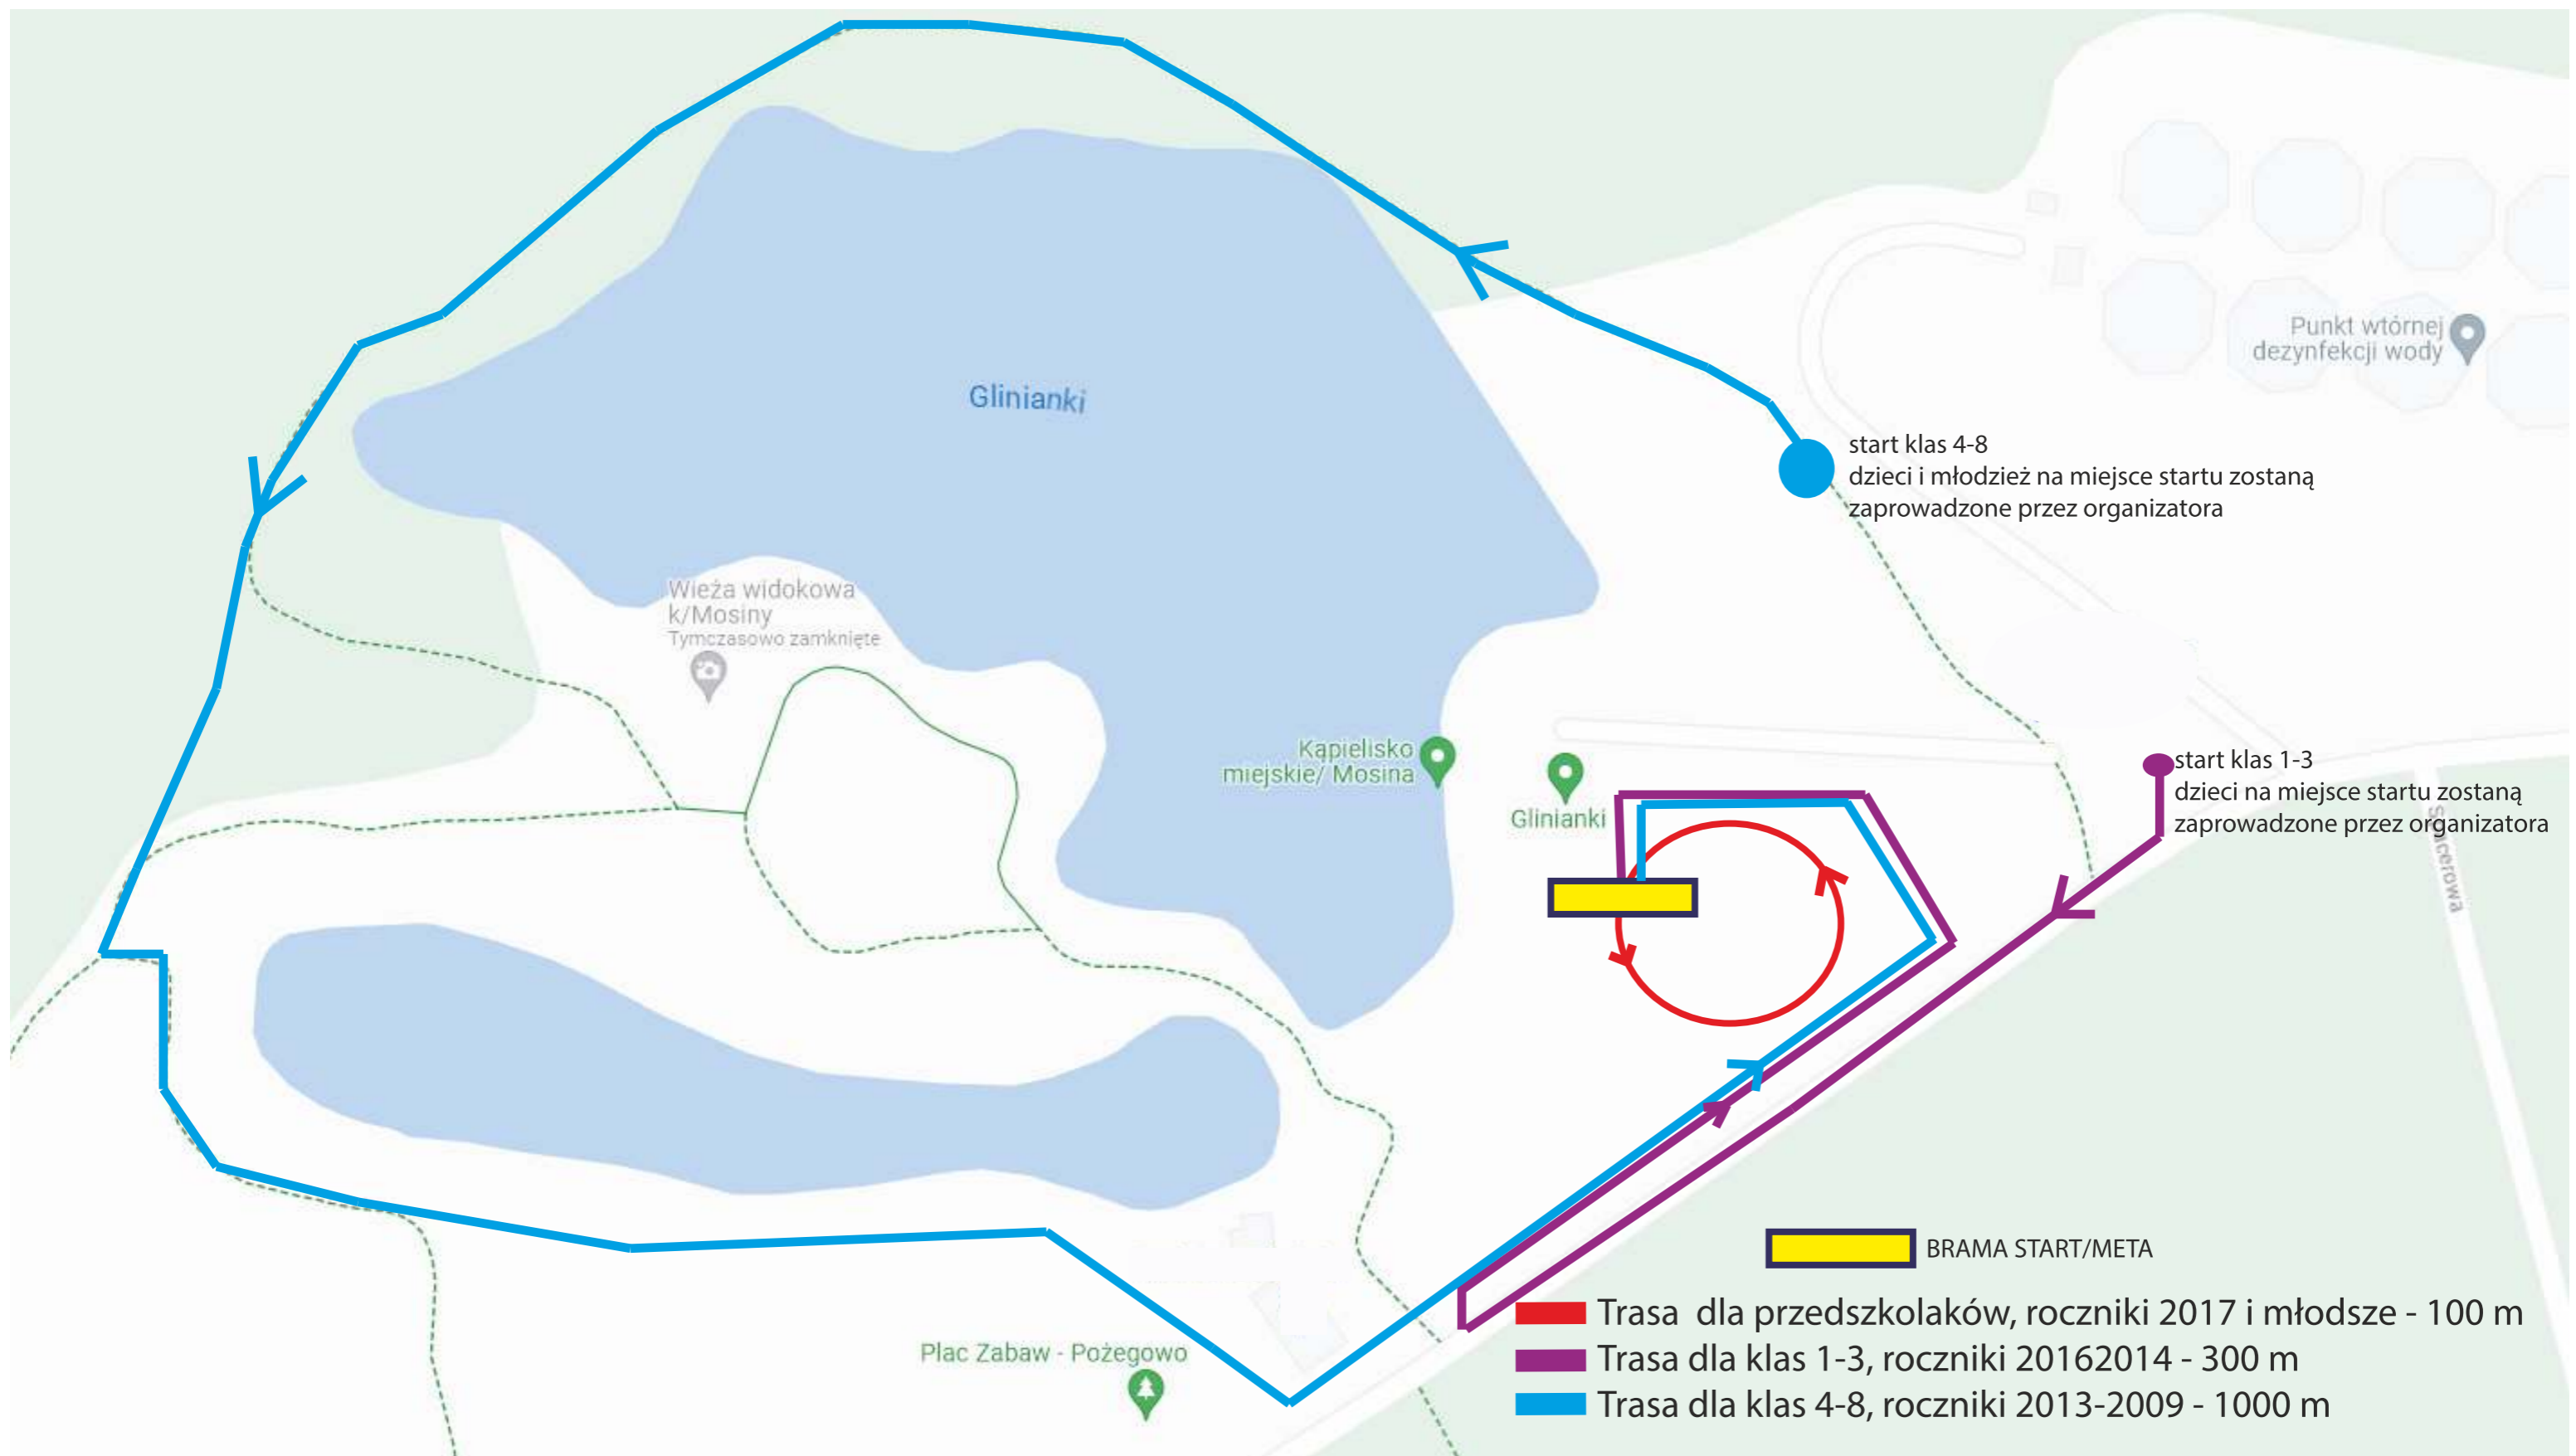 Glinianki
Punkt wtórnej
dezynfekcji wody
start klas 4-8
dzieci i młodzież na miejsce startu zostaną
zaprowadzone przez organizatora
Wieża widokowa
k/Mosiny
Tymczasowo zamknięte
Kąpielisko
miejskie/ Mosina
Glinianki
start klas 1-3
dzieci na miejsce startu zostaną
zaprowadzone przez organizatora
Spacerowa
BRAMA START/META
Trasa dla przedszkolaków, roczniki 2017 i młodsze - 100 m
Trasa dla klas 1-3, roczniki 20162014 - 300 m
Trasa dla klas 4-8, roczniki 2013-2009 - 1000 m
Plac Zabaw - Pożegowo